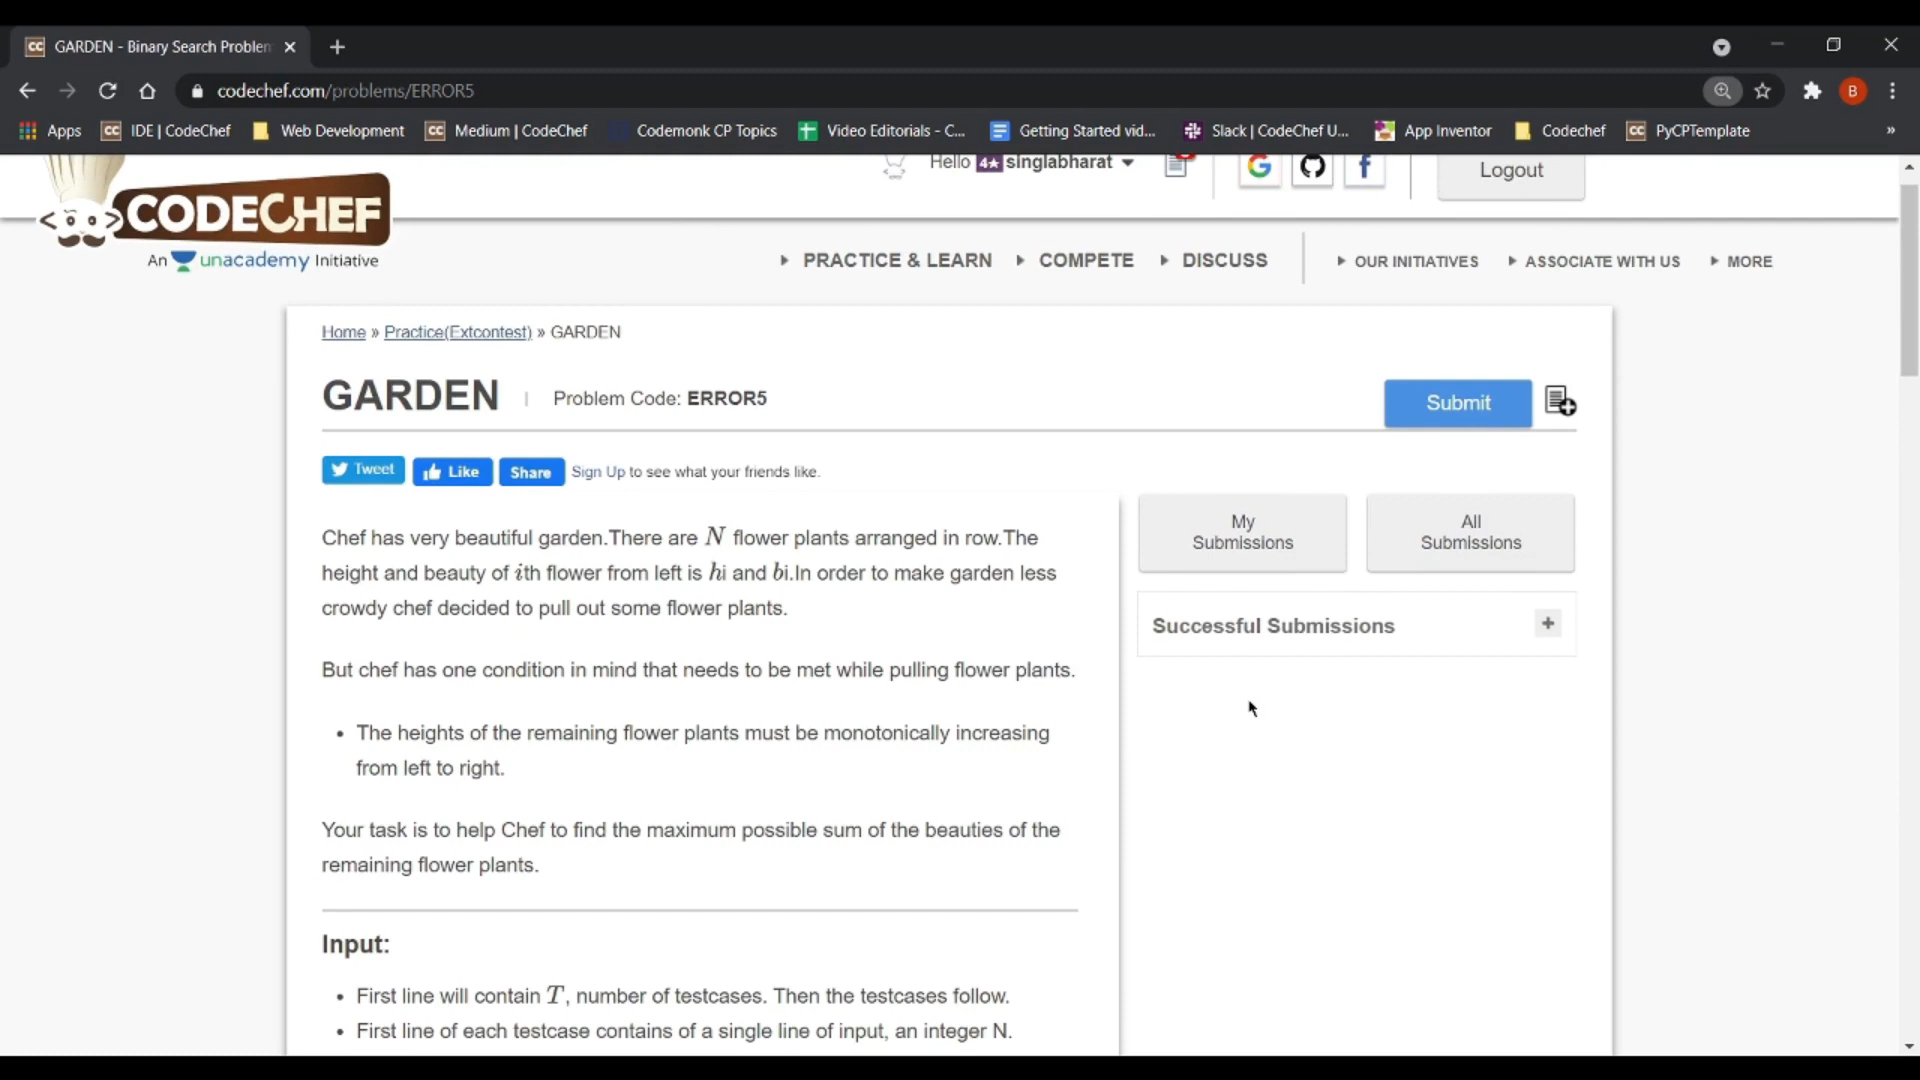 GARDEN - Binary Search Problem
codechef.com/problems/ERROR5
B
Apps
CC IDE | CodeChef
Web Development
CC Medium | CodeChef
Codemonk CP Topics
Video Editorials - C...
Getting Started vid...
Slack | CodeChef U...
App Inventor
Codechef
CC PyCPTemplate
»
Hello 4★ singlabharat
Logout
CODECHEF
An unacademy Initiative
PRACTICE & LEARN
COMPETE
DISCUSS
OUR INITIATIVES
ASSOCIATE WITH US
MORE
Home » Practice(Extcontest) » GARDEN
GARDEN | Problem Code: ERROR5
Submit
Tweet Like Share Sign Up to see what your friends like.
Chef has very beautiful garden.There are N flower plants arranged in row.The
height and beauty of ith flower from left is hi and bi.In order to make garden less
crowdy chef decided to pull out some flower plants.
But chef has one condition in mind that needs to be met while pulling flower plants.
• The heights of the remaining flower plants must be monotonically increasing
from left to right.
Your task is to help Chef to find the maximum possible sum of the beauties of the
remaining flower plants.
Input:
• First line will contain T, number of testcases. Then the testcases follow.
• First line of each testcase contains of a single line of input, an integer N.
My
Submissions
All
Submissions
Successful Submissions
+